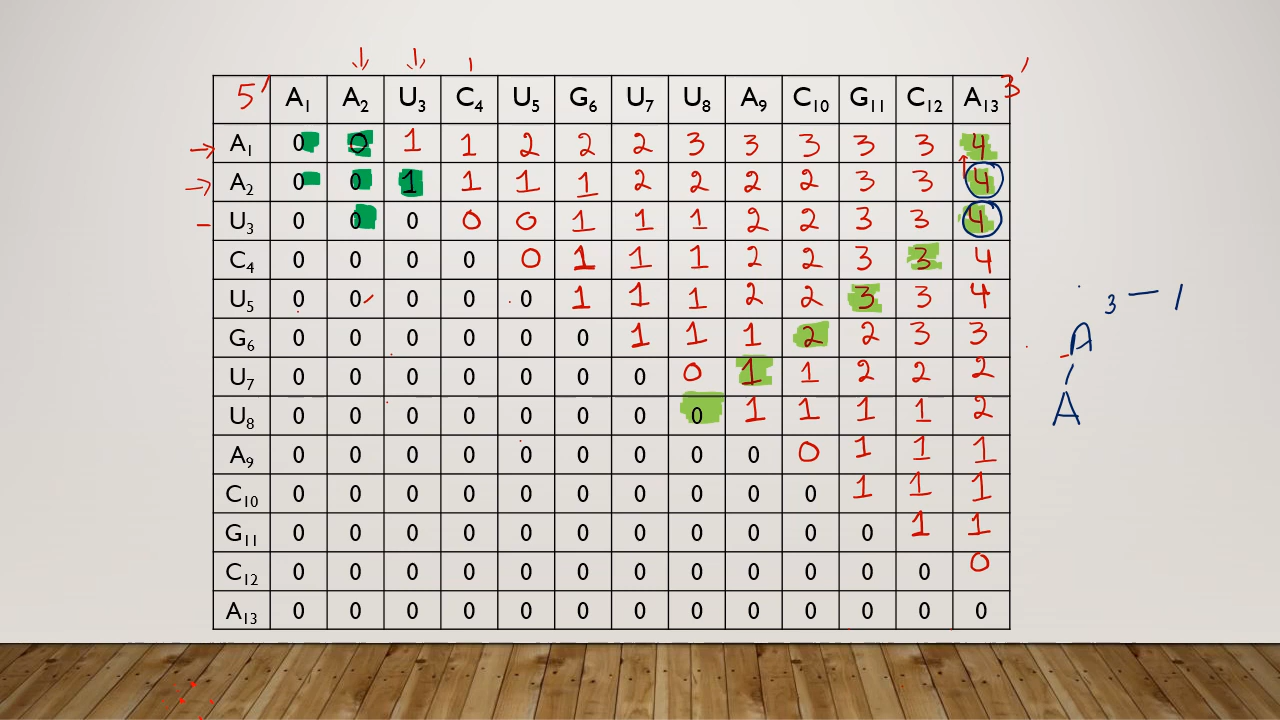 5' A₁ A₂ U₃ C₄ U₅ G₆ U₇ U₈ A₉ C₁₀ G₁₁ C₁₂ A₁₃ 3'
A₁ 0 0 1 1 2 2 2 3 3 3 3 3 4
A₂ 0 0 1 1 1 1 2 2 2 2 3 3 4
U₃ 0 0 0 0 0 1 1 1 2 2 3 3 4
C₄ 0 0 0 0 0 1 1 1 2 2 3 3 4
U₅ 0 0 0 0 0 1 1 1 2 2 3 3 4
G₆ 0 0 0 0 0 0 1 1 1 2 2 3 3
U₇ 0 0 0 0 0 0 0 0 1 1 2 2 2
U₈ 0 0 0 0 0 0 0 0 1 1 1 1 2
A₉ 0 0 0 0 0 0 0 0 0 0 1 1 1
C₁₀ 0 0 0 0 0 0 0 0 0 0 1 1 1
G₁₁ 0 0 0 0 0 0 0 0 0 0 0 1 1
C₁₂ 0 0 0 0 0 0 0 0 0 0 0 0 0
A₁₃ 0 0 0 0 0 0 0 0 0 0 0 0 0
3 — 1
A
A